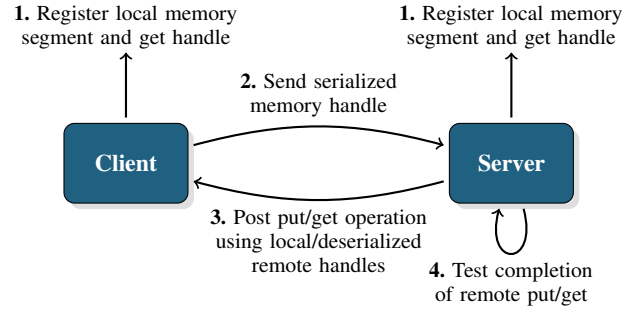 1. Register local memory
segment and get handle
1. Register local memory
segment and get handle
2. Send serialized
memory handle
Client
Server
3. Post put/get operation
using local/deserialized
remote handles
4. Test completion
of remote put/get